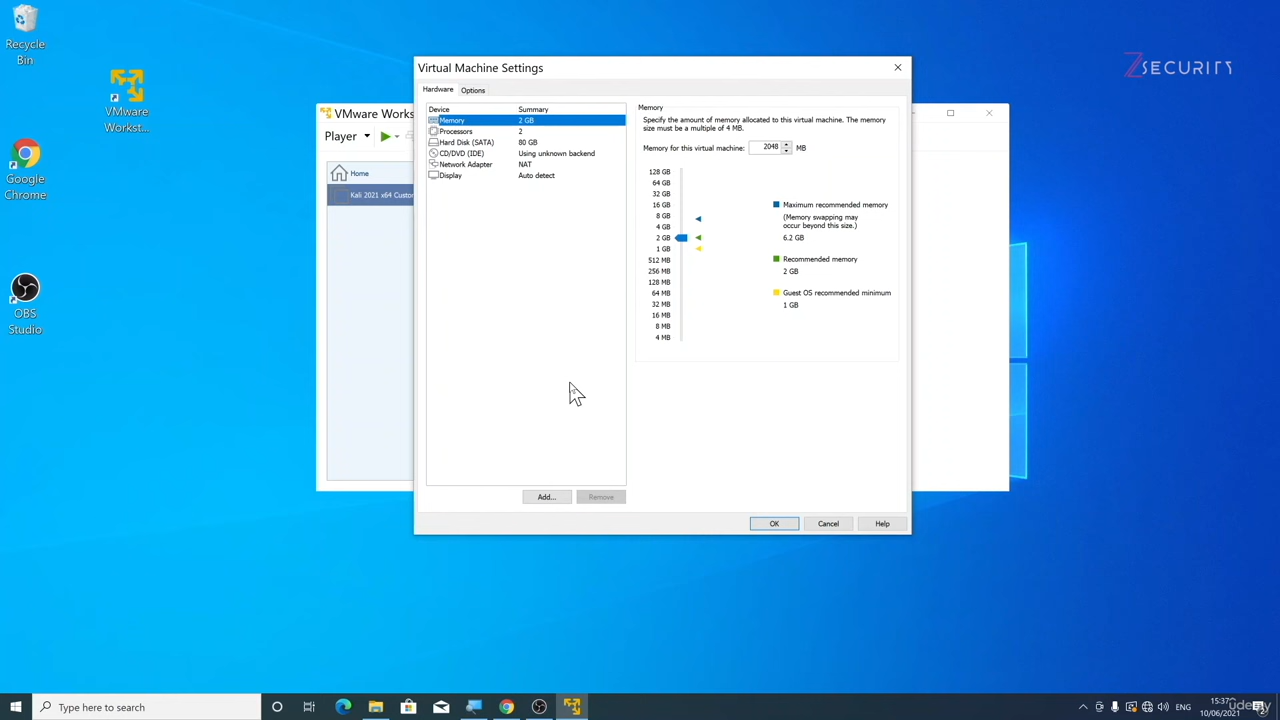 Recycle
Bin
VMware
Workst...
Google
Chrome
OBS
Studio
ZSECURITY
VMware Works
Player
Home
Kali 2021 x64 Custo
Virtual Machine Settings
Hardware
Options
Device
Summary
Memory
2 GB
Processors
2
Hard Disk (SATA)
80 GB
CD/DVD (IDE)
Using unknown backend
Network Adapter
NAT
Display
Auto detect
Add...
Remove
Memory
Specify the amount of memory allocated to this virtual machine. The memory
size must be a multiple of 4 MB.
Memory for this virtual machine:
2048
MB
128 GB
64 GB
32 GB
16 GB
8 GB
4 GB
2 GB
1 GB
512 MB
256 MB
128 MB
64 MB
32 MB
16 MB
8 MB
4 MB
Maximum recommended memory
(Memory swapping may
occur beyond this size.)
6.2 GB
Recommended memory
2 GB
Guest OS recommended minimum
1 GB
OK
Cancel
Help
Type here to search
ENG
15:37
10/06/2021
udemy